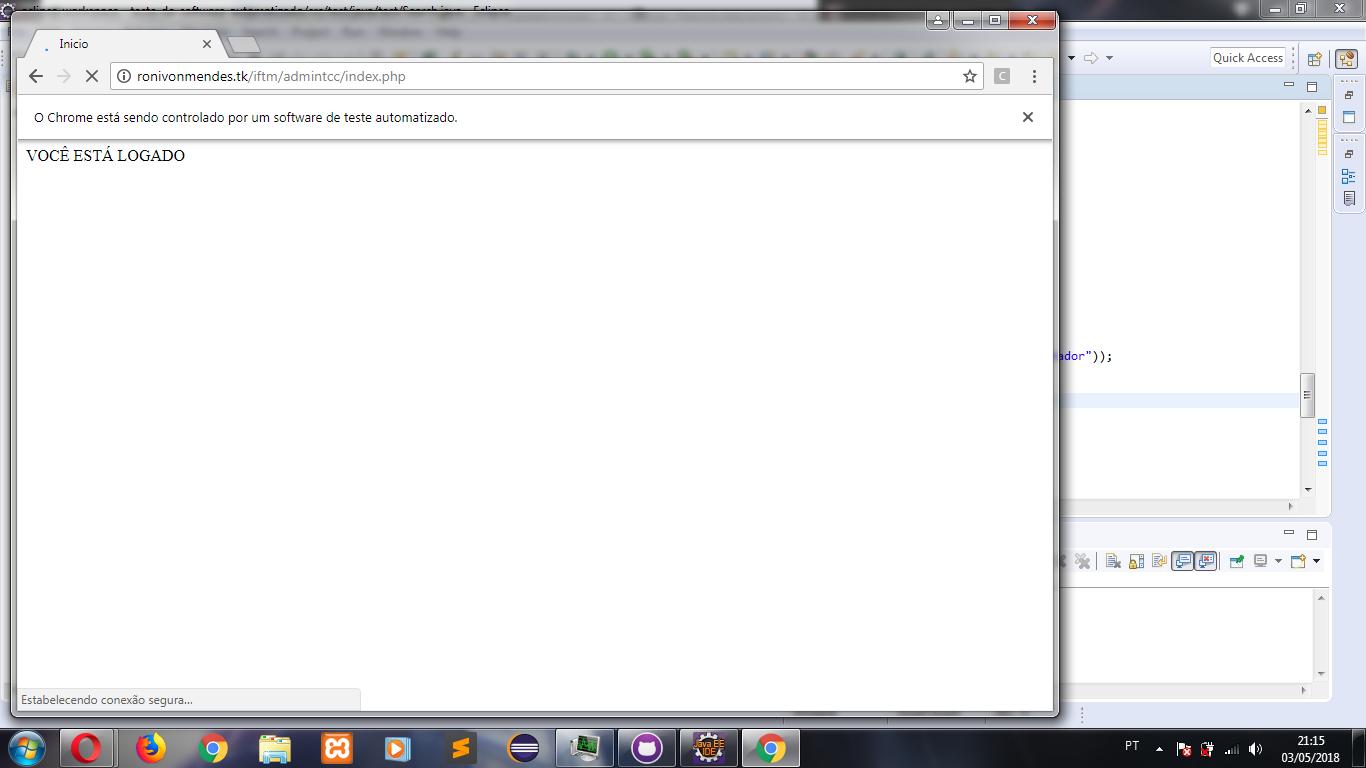 Inicio
ronivonmendes.tk/iftm/admintcc/index.php
C
Quick Access
O Chrome está sendo controlado por um software de teste automatizado.
VOCÊ ESTÁ LOGADO
ador"));
Estabelecendo conexão segura...
Java EE
IDE
PT
21:15
03/05/2018